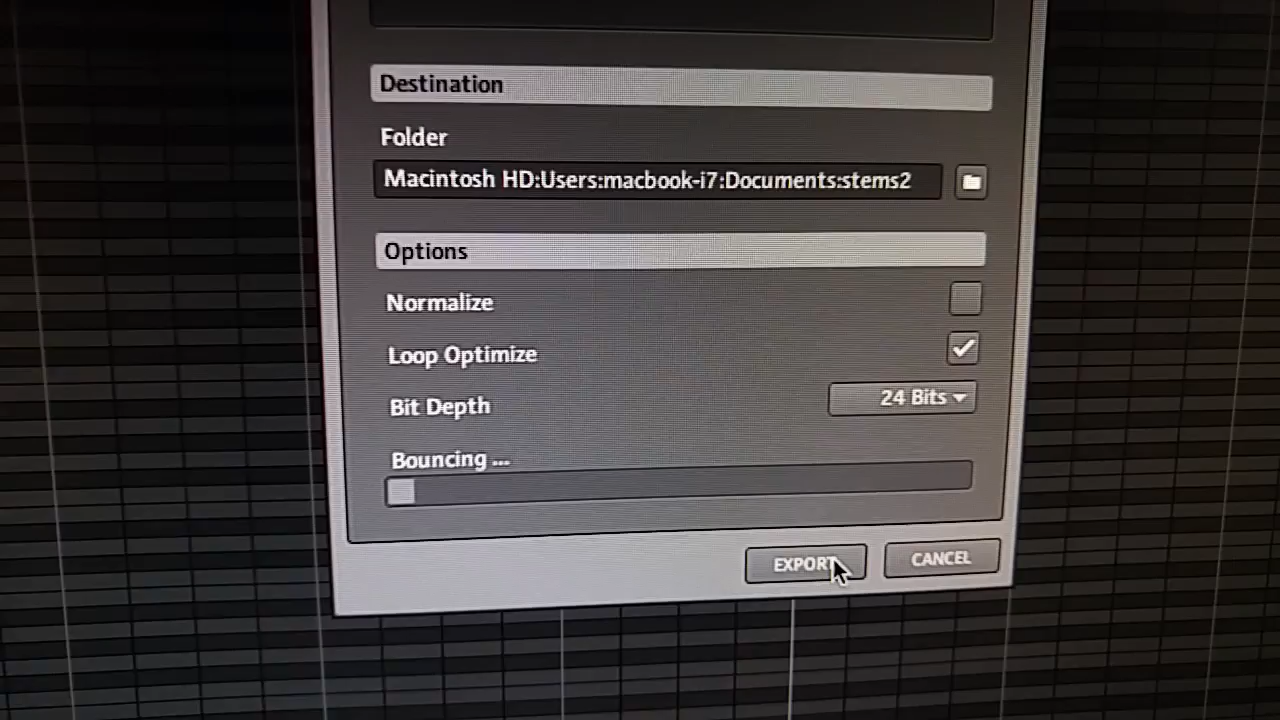 Destination
Folder
Macintosh HD:Users:macbook-i7:Documents:stems2
Options
Normalize
Loop Optimize
Bit Depth
24 Bits
Bouncing ...
EXPORT
CANCEL